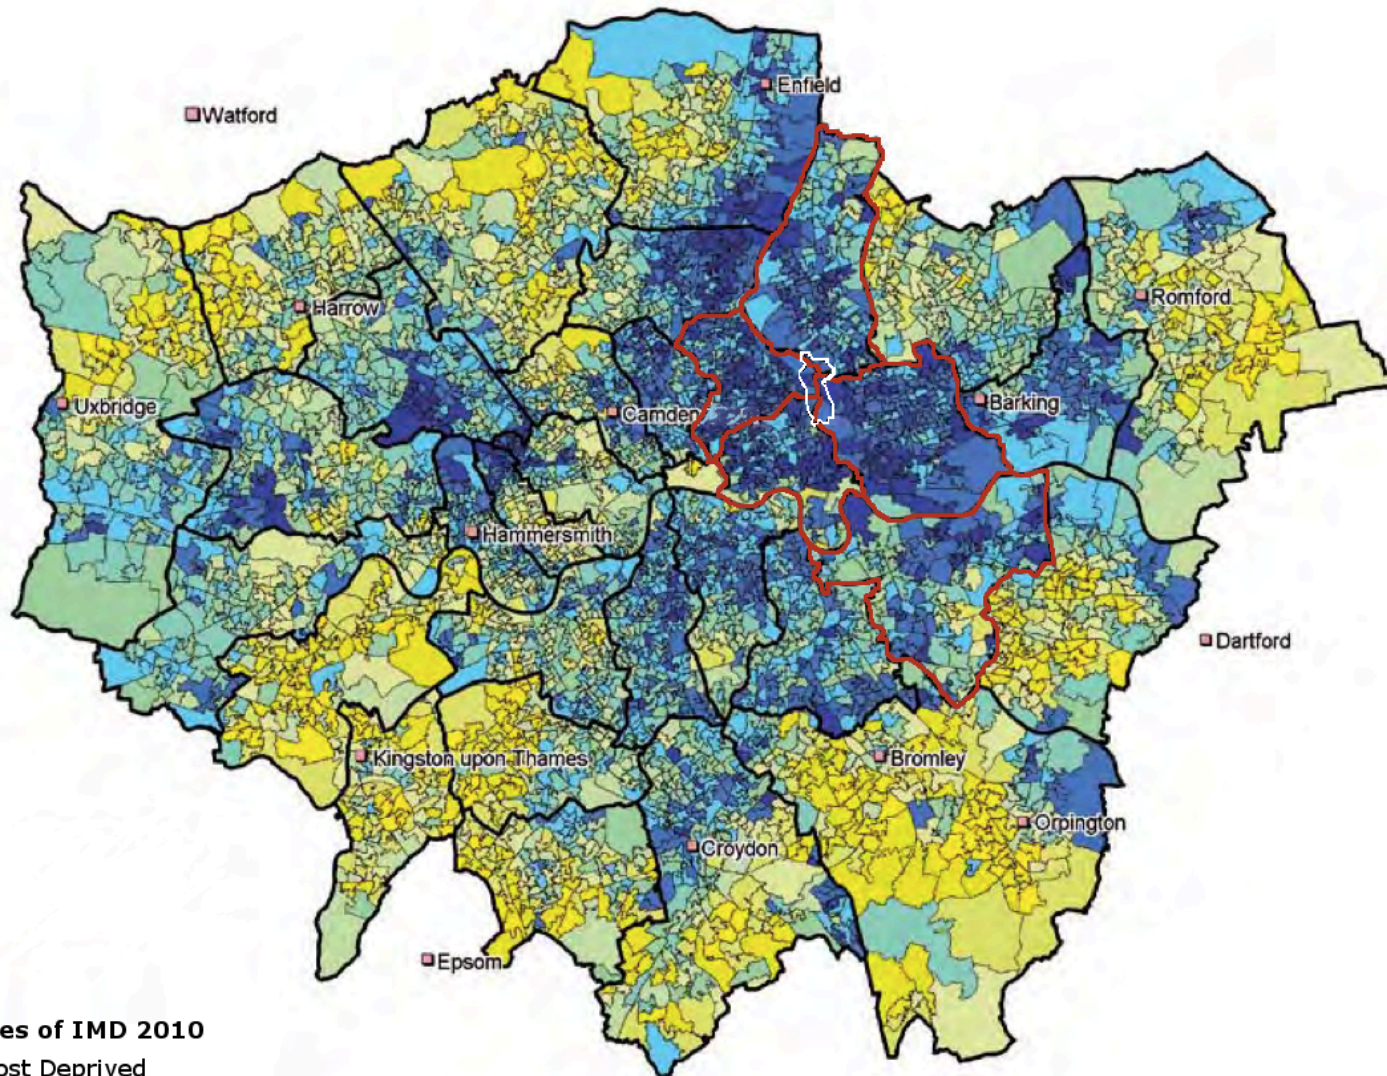 Enfield
Watford
Romford
Harrow
Uxbridge
Camden
Barking
Hammersmith
Dartford
Kingston upon Thames
Bromley
Orpington
Croydon
Epsom
es of IMD 2010
ost Deprived